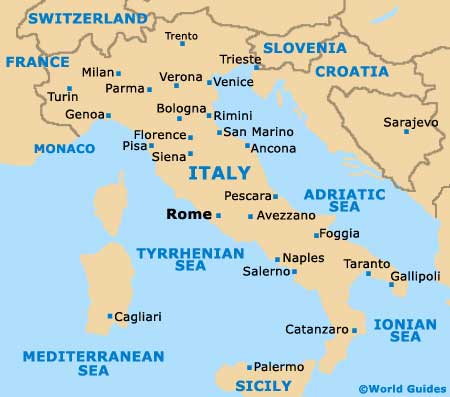 SWITZERLAND
Trento
SLOVENIA
FRANCE
Trieste
CROATIA
Milan
Verona
Venice
Turin
Parma
Genoa
Bologna
Rimini
Sarajevo
Florence
San Marino
MONACO
Pisa
Siena
Ancona
ITALY
Pescara
ADRIATIC
SEA
Rome
Avezzano
Foggia
TYRRHENIAN
SEA
Naples
Salerno
Taranto
Gallipoli
Cagliari
Catanzaro
IONIAN
SEA
MEDITERRANEAN
SEA
Palermo
SICILY
©World Guides